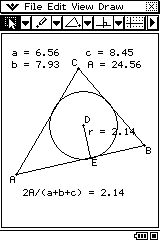 File Edit View Draw
a = 6.56 c = 8.45
b = 7.93 A = 24.56
C
D
r = 2.14
B
E
A
2A/(a+b+c) = 2.14